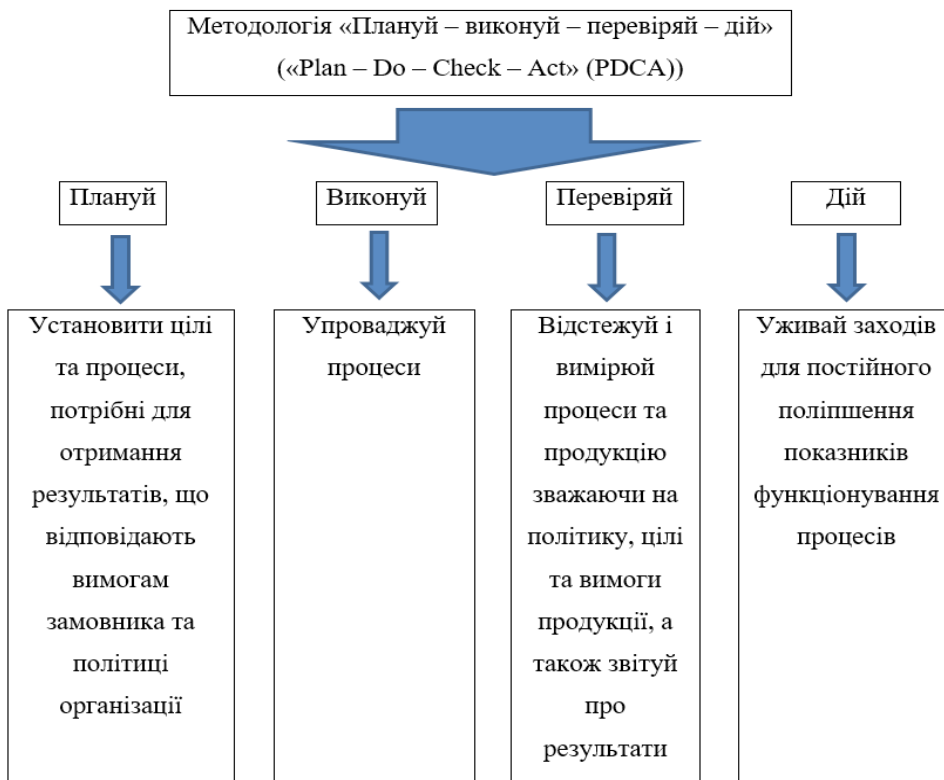 Методологія «Плануй – виконуй – перевіряй – дій»
(«Plan – Do – Check – Act» (PDCA))
Плануй
Виконуй
Перевіряй
Дій
Установити цілі
та процеси,
потрібні для
отримання
результатів, що
відповідають
вимогам
замовника та
політиці
організації
Упроваджуй
процеси
Відстежуй і
вимірюй
процеси та
продукцію
зважаючи на
політику, цілі
та вимоги
продукції, а
також звітуй
про
результати
Уживай заходів
для постійного
поліпшення
показників
функціонування
процесів